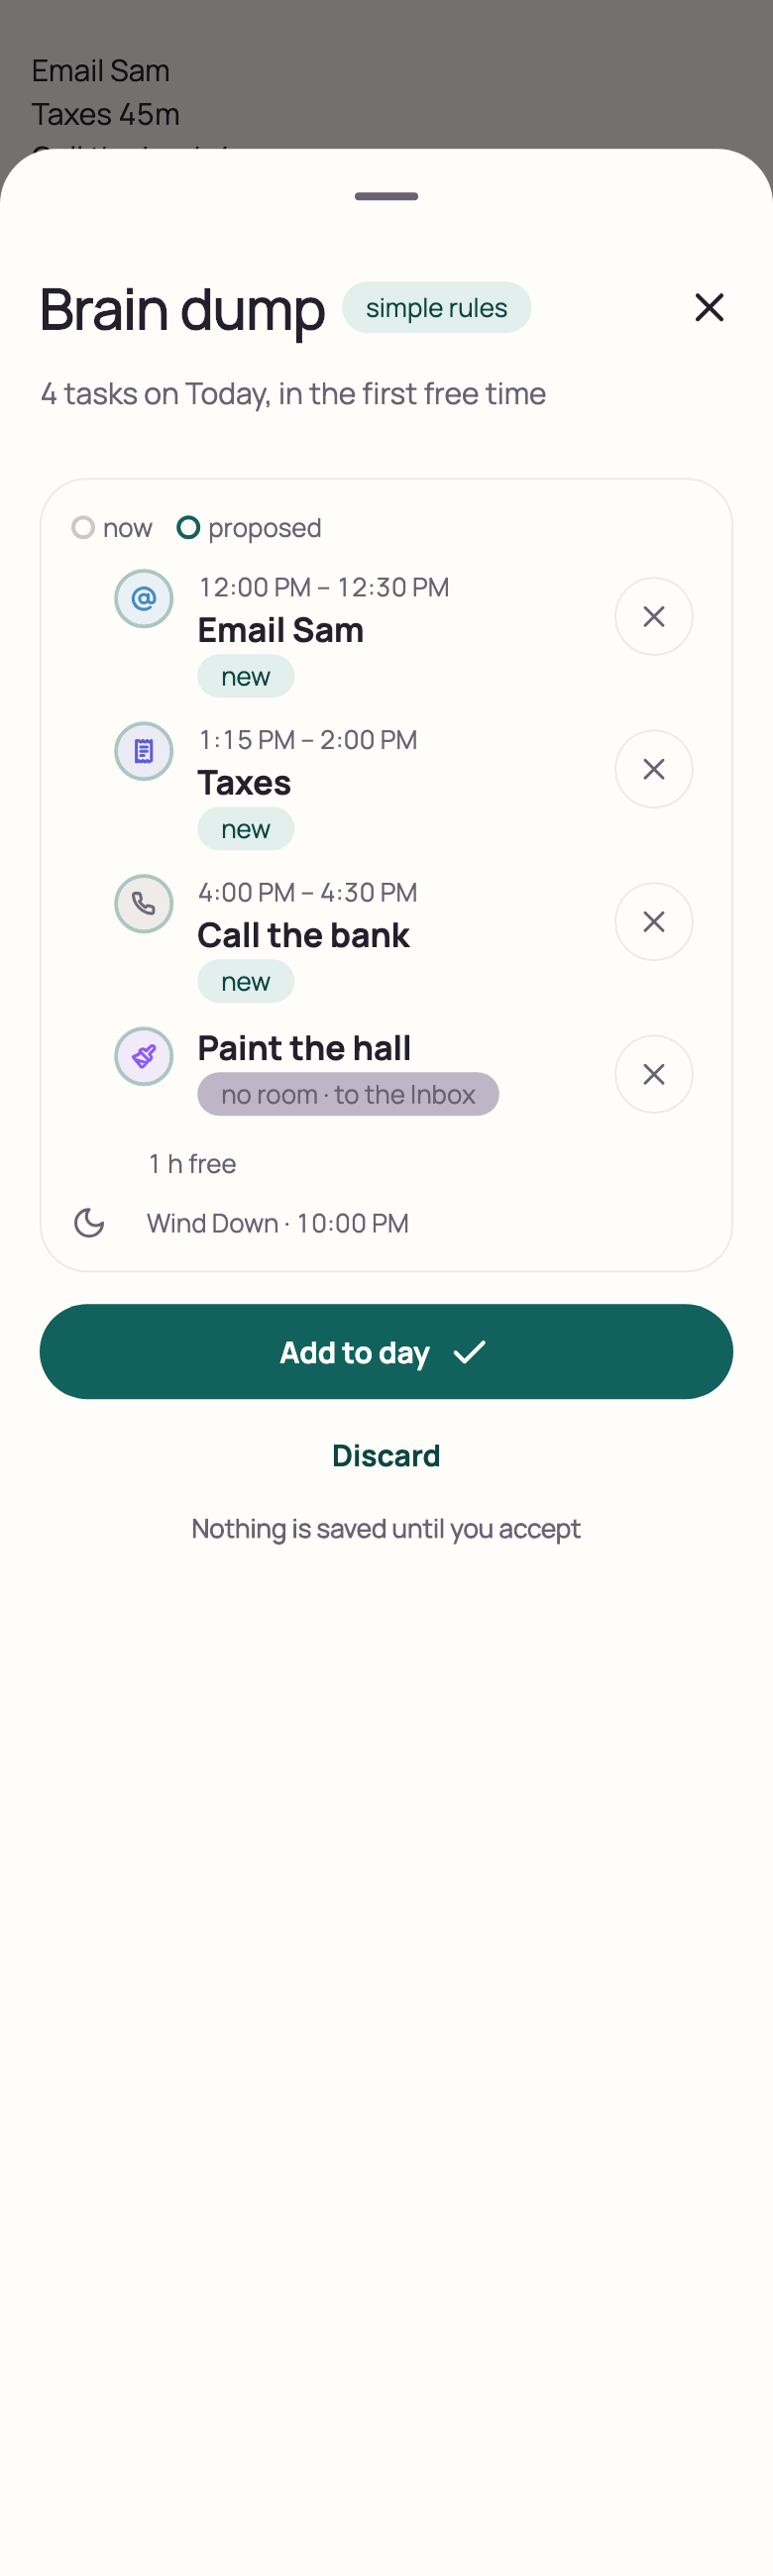 Email Sam
Taxes 45m
Brain dump
simple rules
4 tasks on Today, in the first free time
now
proposed
12:00 PM – 12:30 PM
Email Sam
new
1:15 PM – 2:00 PM
Taxes
new
4:00 PM – 4:30 PM
Call the bank
new
Paint the hall
no room · to the Inbox
1 h free
Wind Down · 10:00 PM
Add to day
Discard
Nothing is saved until you accept